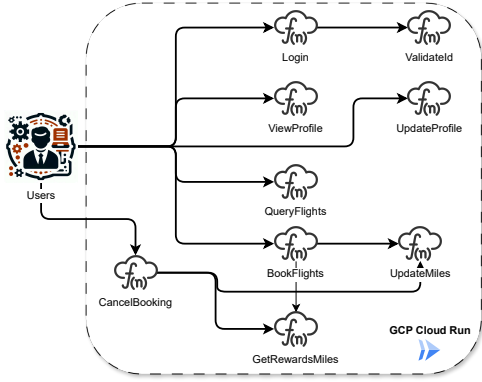 f(n)
f(n)
Login
ValidateId
f(n)
f(n)
ViewProfile
UpdateProfile
f(n)
Users
QueryFlights
f(n)
f(n)
f(n)
BookFlights
UpdateMiles
CancelBooking
f(n)
GCP Cloud Run
GetRewardsMiles